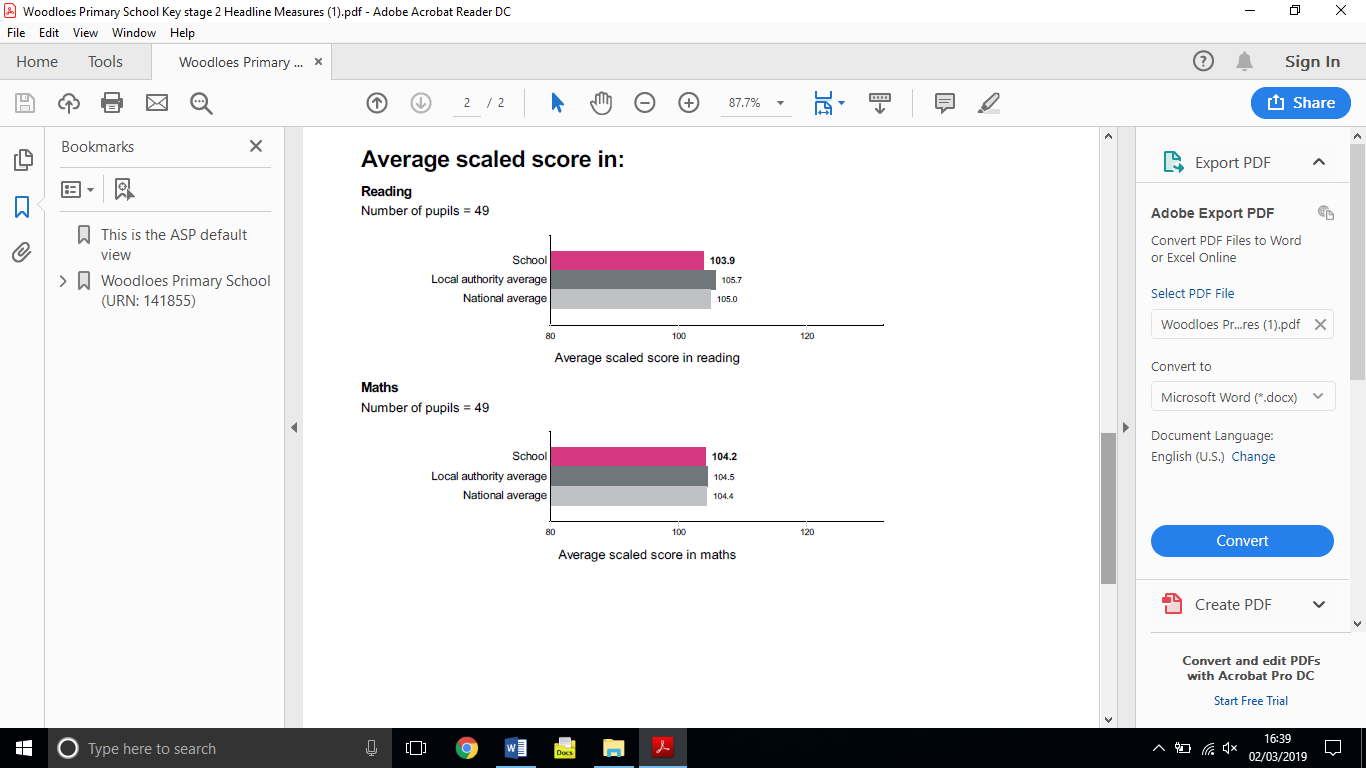 Woodloes Primary School Key stage 2 Headline Measures (1).pdf - Adobe Acrobat Reader DC
File Edit View Window Help
Home Tools Woodloes Primary ... ×
Sign In
2 / 2
87.7%
Share
Bookmarks
This is the ASP default
view
Woodloes Primary School
(URN: 141855)
Average scaled score in:
Reading
Number of pupils = 49
School 103.9
Local authority average 105.7
National average 105.0
80 100 120
Average scaled score in reading
Maths
Number of pupils = 49
School 104.2
Local authority average 104.5
National average 104.4
80 100 120
Average scaled score in maths
Export PDF
Adobe Export PDF
Convert PDF Files to Word
or Excel Online
Select PDF File
Woodloes Pr...res (1).pdf
Convert to
Microsoft Word (*.docx)
Document Language:
English (U.S.) Change
Convert
Create PDF
Convert and edit PDFs
with Acrobat Pro DC
Start Free Trial
Type here to search
Docs
16:39
02/03/2019